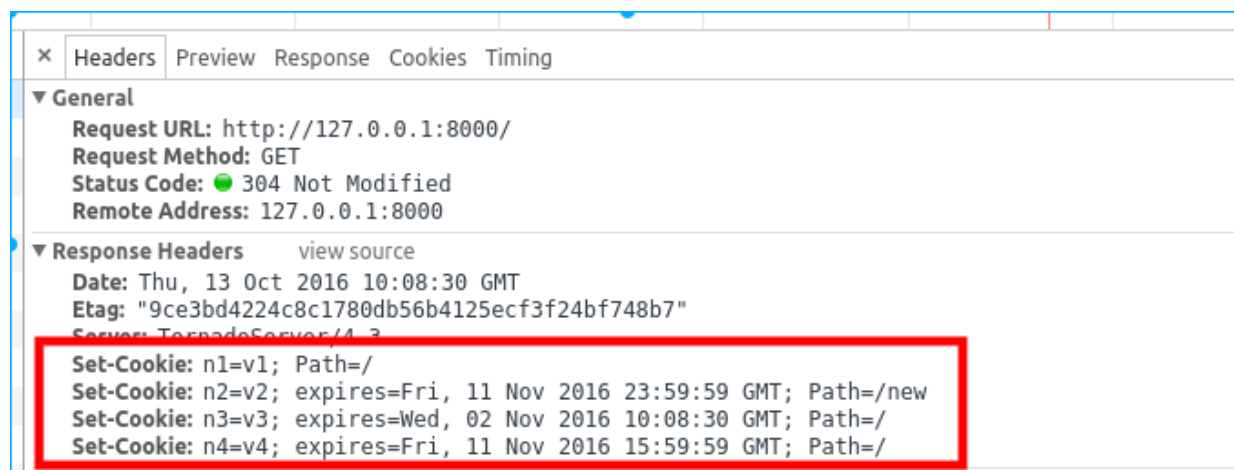 × Headers Preview Response Cookies Timing
▼ General
Request URL: http://127.0.0.1:8000/
Request Method: GET
Status Code: 304 Not Modified
Remote Address: 127.0.0.1:8000
▼ Response Headers view source
Date: Thu, 13 Oct 2016 10:08:30 GMT
Etag: "9ce3bd4224c8c1780db56b4125ecf3f24bf748b7"
Server: TornadoServer/4.3
Set-Cookie: n1=v1; Path=/
Set-Cookie: n2=v2; expires=Fri, 11 Nov 2016 23:59:59 GMT; Path=/new
Set-Cookie: n3=v3; expires=Wed, 02 Nov 2016 10:08:30 GMT; Path=/
Set-Cookie: n4=v4; expires=Fri, 11 Nov 2016 15:59:59 GMT; Path=/